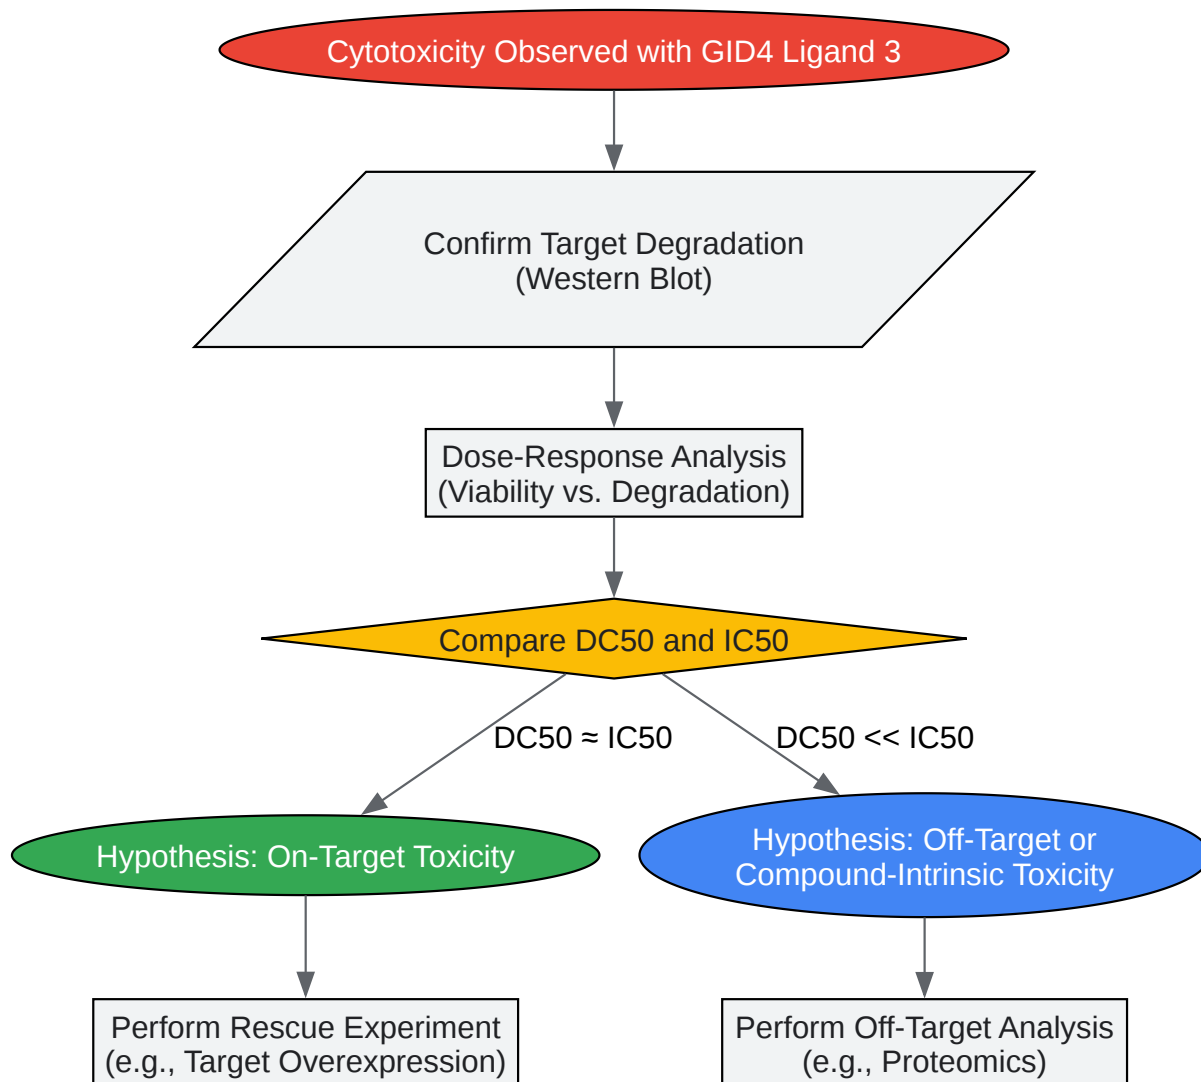 Cytotoxicity Observed with GID4 Ligand 3
Confirm Target Degradation
(Western Blot)
Dose-Response Analysis
(Viability vs. Degradation)
Compare DC50 and IC50
DC50 ≈ IC50
DC50 << IC50
Hypothesis: On-Target Toxicity
Hypothesis: Off-Target or
Compound-Intrinsic Toxicity
Perform Rescue Experiment
(e.g., Target Overexpression)
Perform Off-Target Analysis
(e.g., Proteomics)